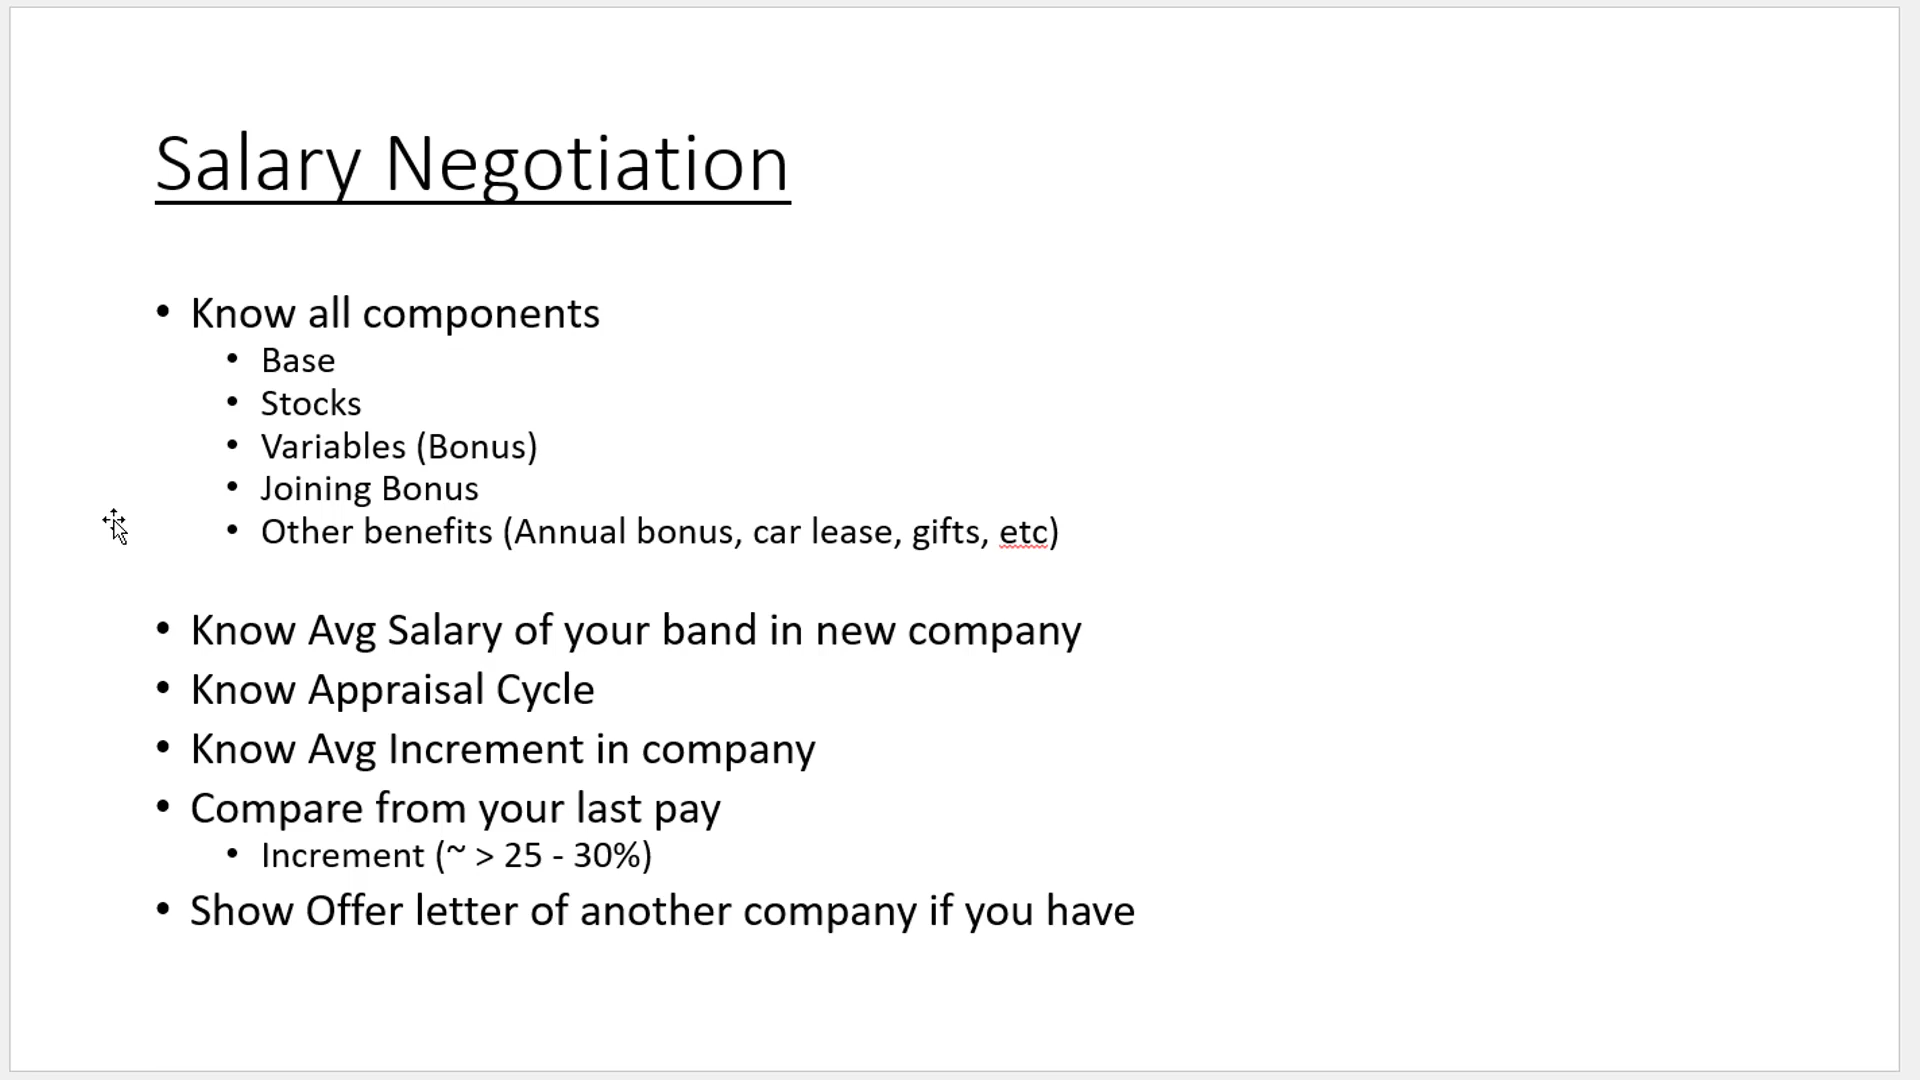 Salary Negotiation
• Know all components
• Base
• Stocks
• Variables (Bonus)
• Joining Bonus
• Other benefits (Annual bonus, car lease, gifts, etc)
• Know Avg Salary of your band in new company
• Know Appraisal Cycle
• Know Avg Increment in company
• Compare from your last pay
• Increment (~ > 25 - 30%)
• Show Offer letter of another company if you have